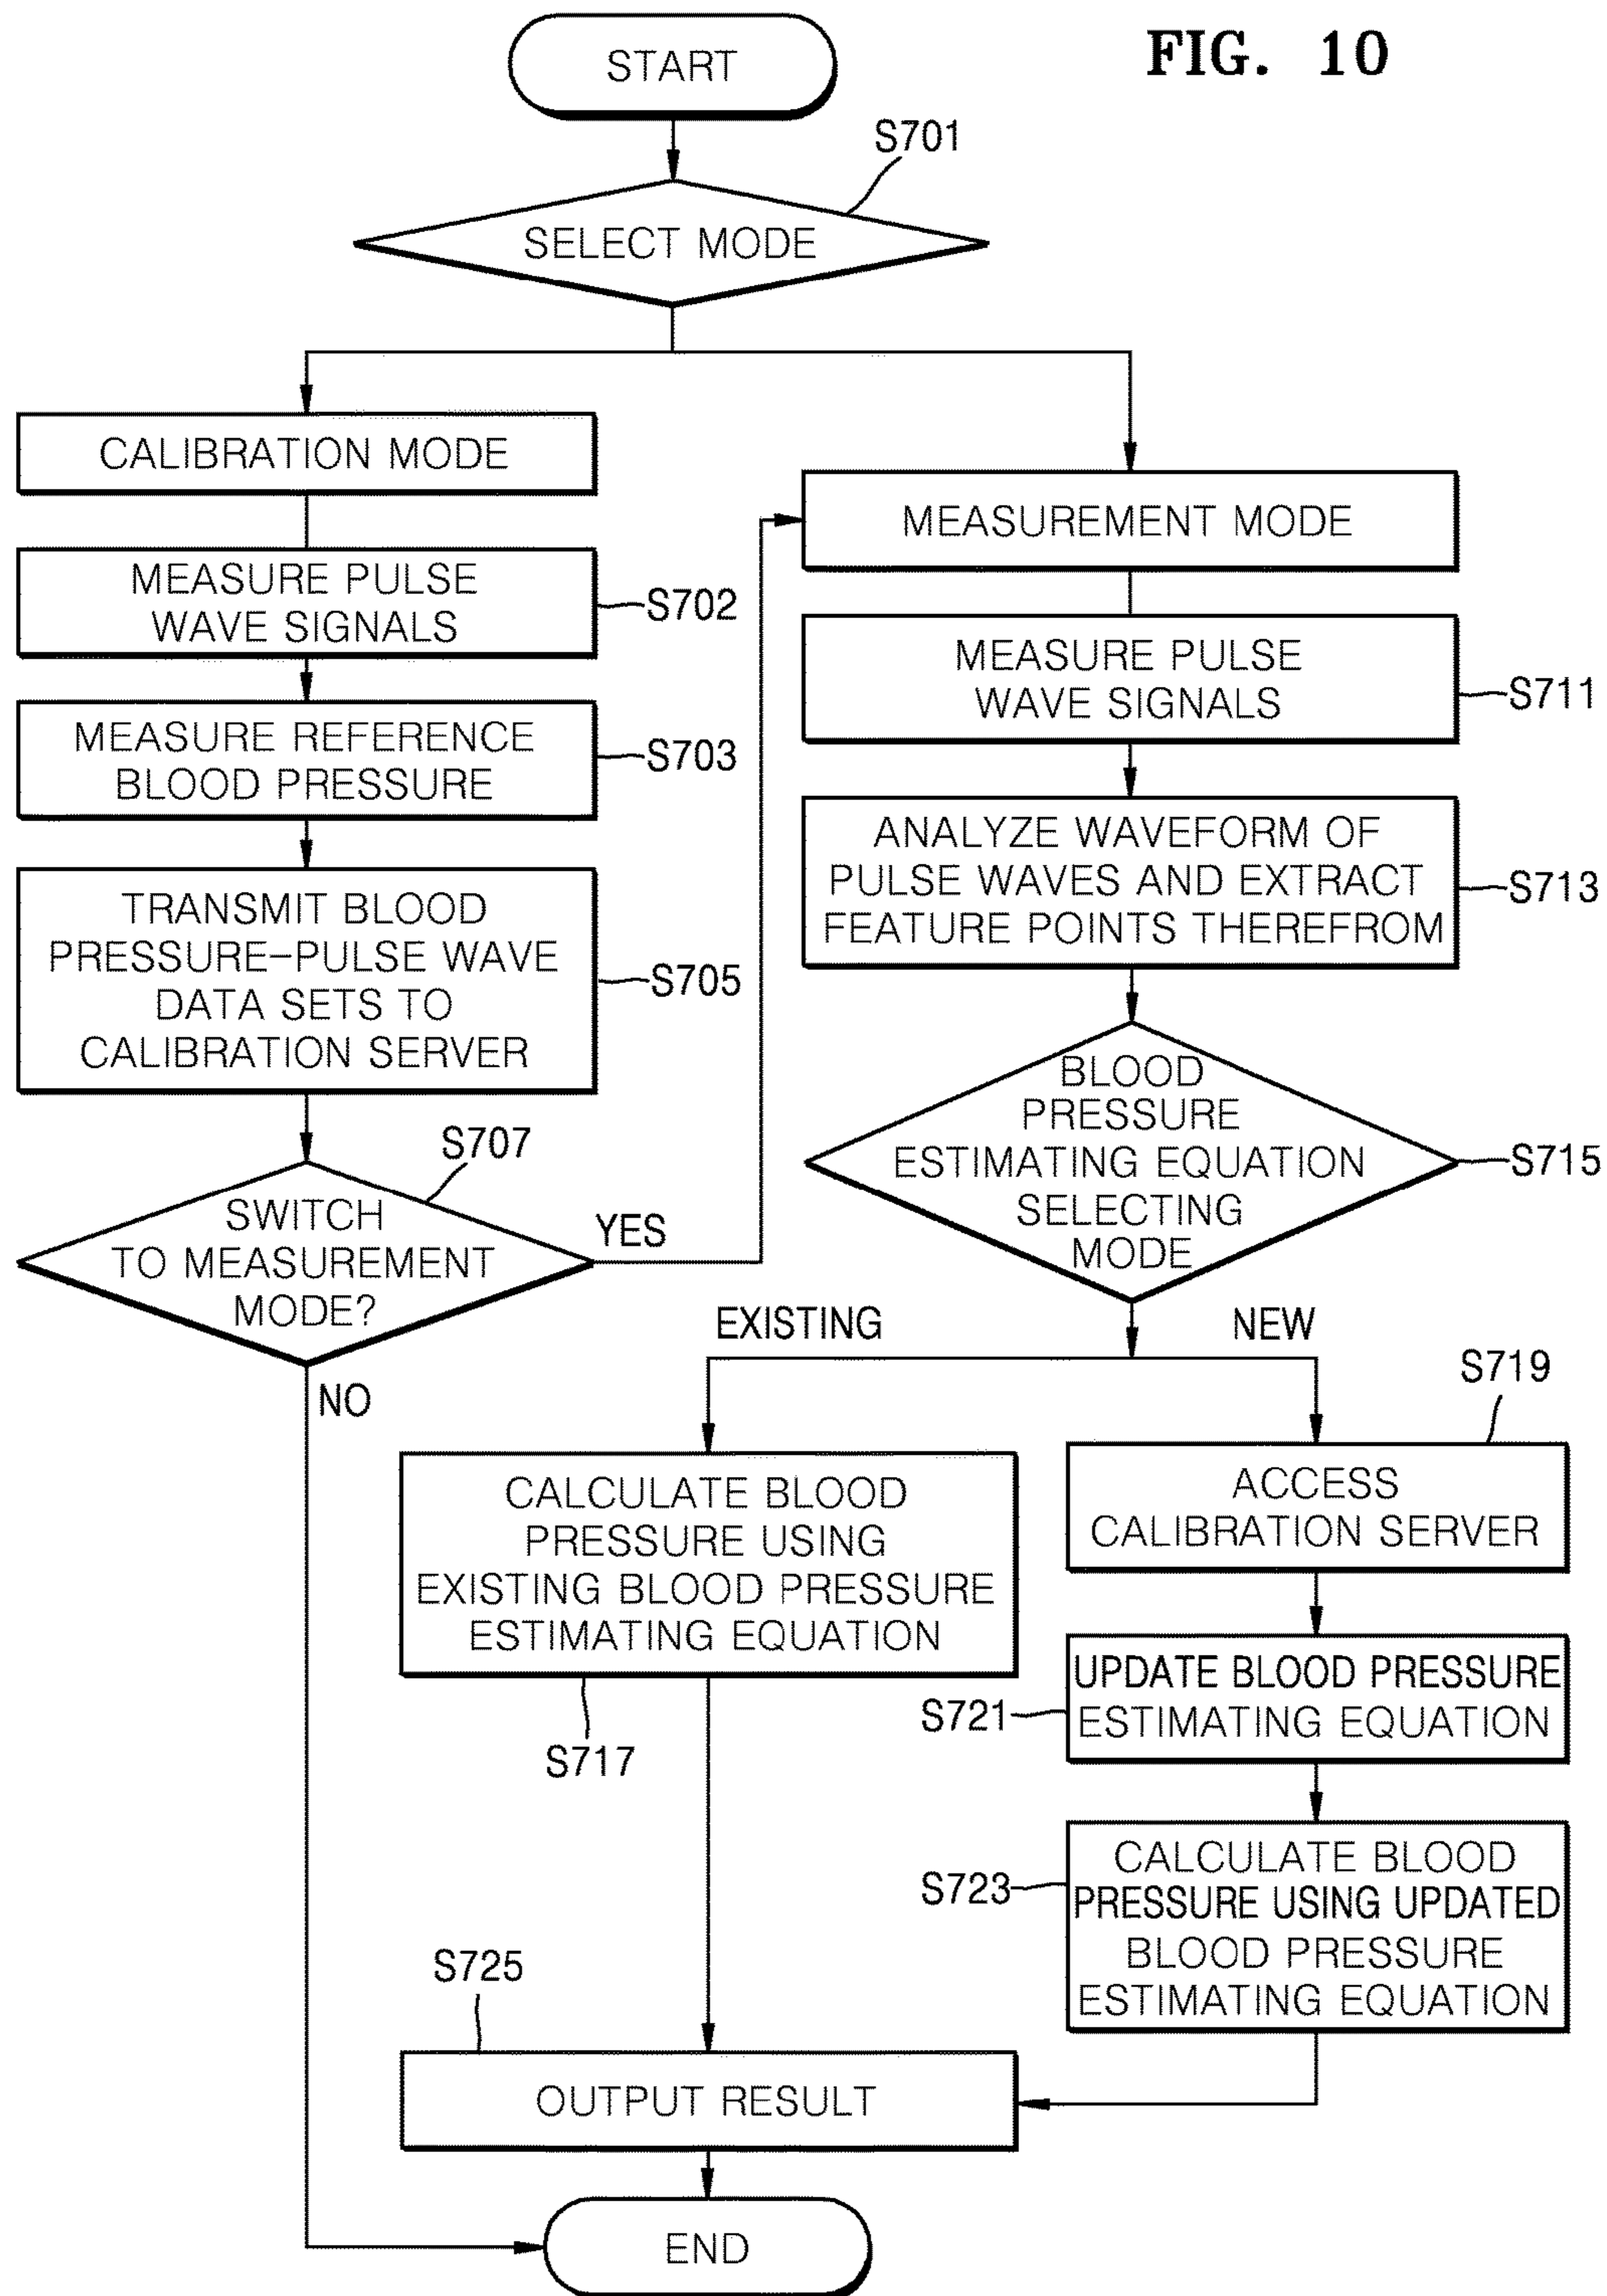 FIG. 10
START
S701
SELECT MODE
CALIBRATION MODE
MEASURE PULSE
WAVE SIGNALS
S702
MEASURE REFERENCE
BLOOD PRESSURE
S703
TRANSMIT BLOOD
PRESSURE-PULSE WAVE
DATA SETS TO
CALIBRATION SERVER
S705
S707
SWITCH
TO MEASUREMENT
MODE?
YES
NO
MEASUREMENT MODE
MEASURE PULSE
WAVE SIGNALS
S711
ANALYZE WAVEFORM OF
PULSE WAVES AND EXTRACT
FEATURE POINTS THEREFROM
S713
BLOOD
PRESSURE
ESTIMATING EQUATION
SELECTING
MODE
S715
EXISTING
NEW
CALCULATE BLOOD
PRESSURE USING
EXISTING BLOOD PRESSURE
ESTIMATING EQUATION
S717
S719
ACCESS
CALIBRATION SERVER
UPDATE BLOOD PRESSURE
ESTIMATING EQUATION
S721
CALCULATE BLOOD
PRESSURE USING UPDATED
BLOOD PRESSURE
ESTIMATING EQUATION
S723
S725
OUTPUT RESULT
END